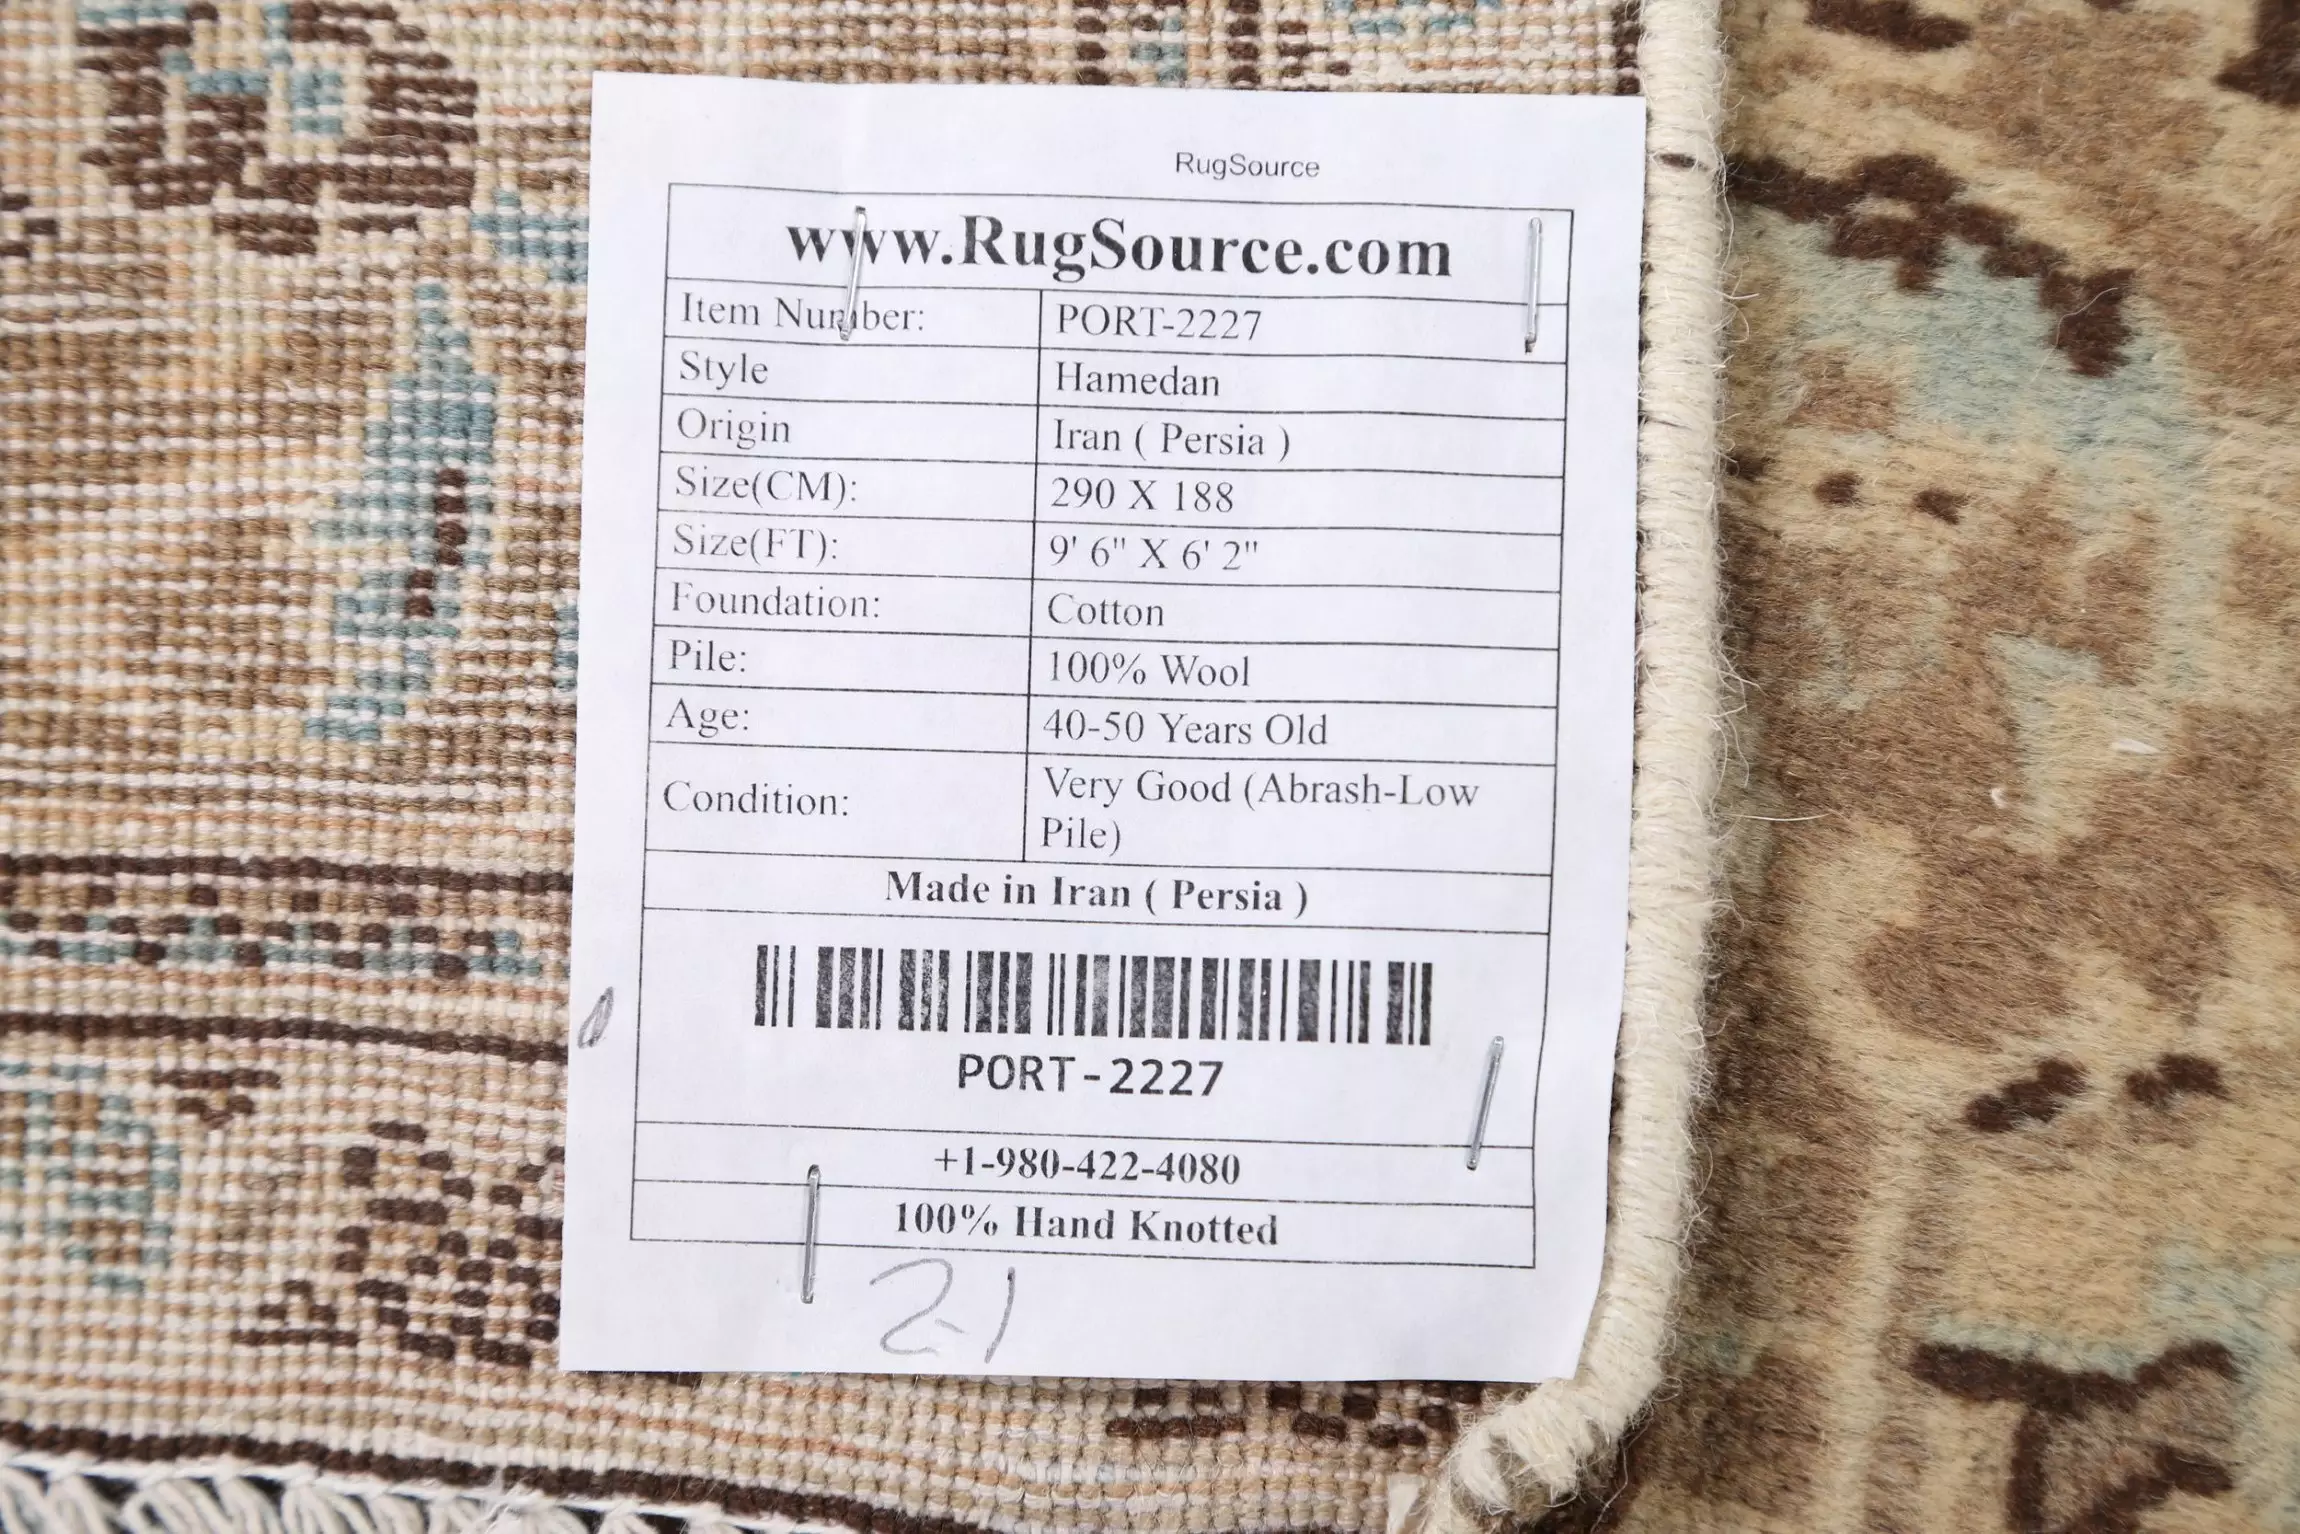 RugSource
www.RugSource.com
Item Number: PORT-2227
Style Hamedan
Origin Iran ( Persia )
Size(CM): 290 X 188
Size(FT): 9' 6" X 6' 2"
Foundation: Cotton
Pile: 100% Wool
Age: 40-50 Years Old
Condition: Very Good (Abrash-Low
Pile)
Made in Iran ( Persia )
PORT-2227
+1-980-422-4080
100% Hand Knotted
21